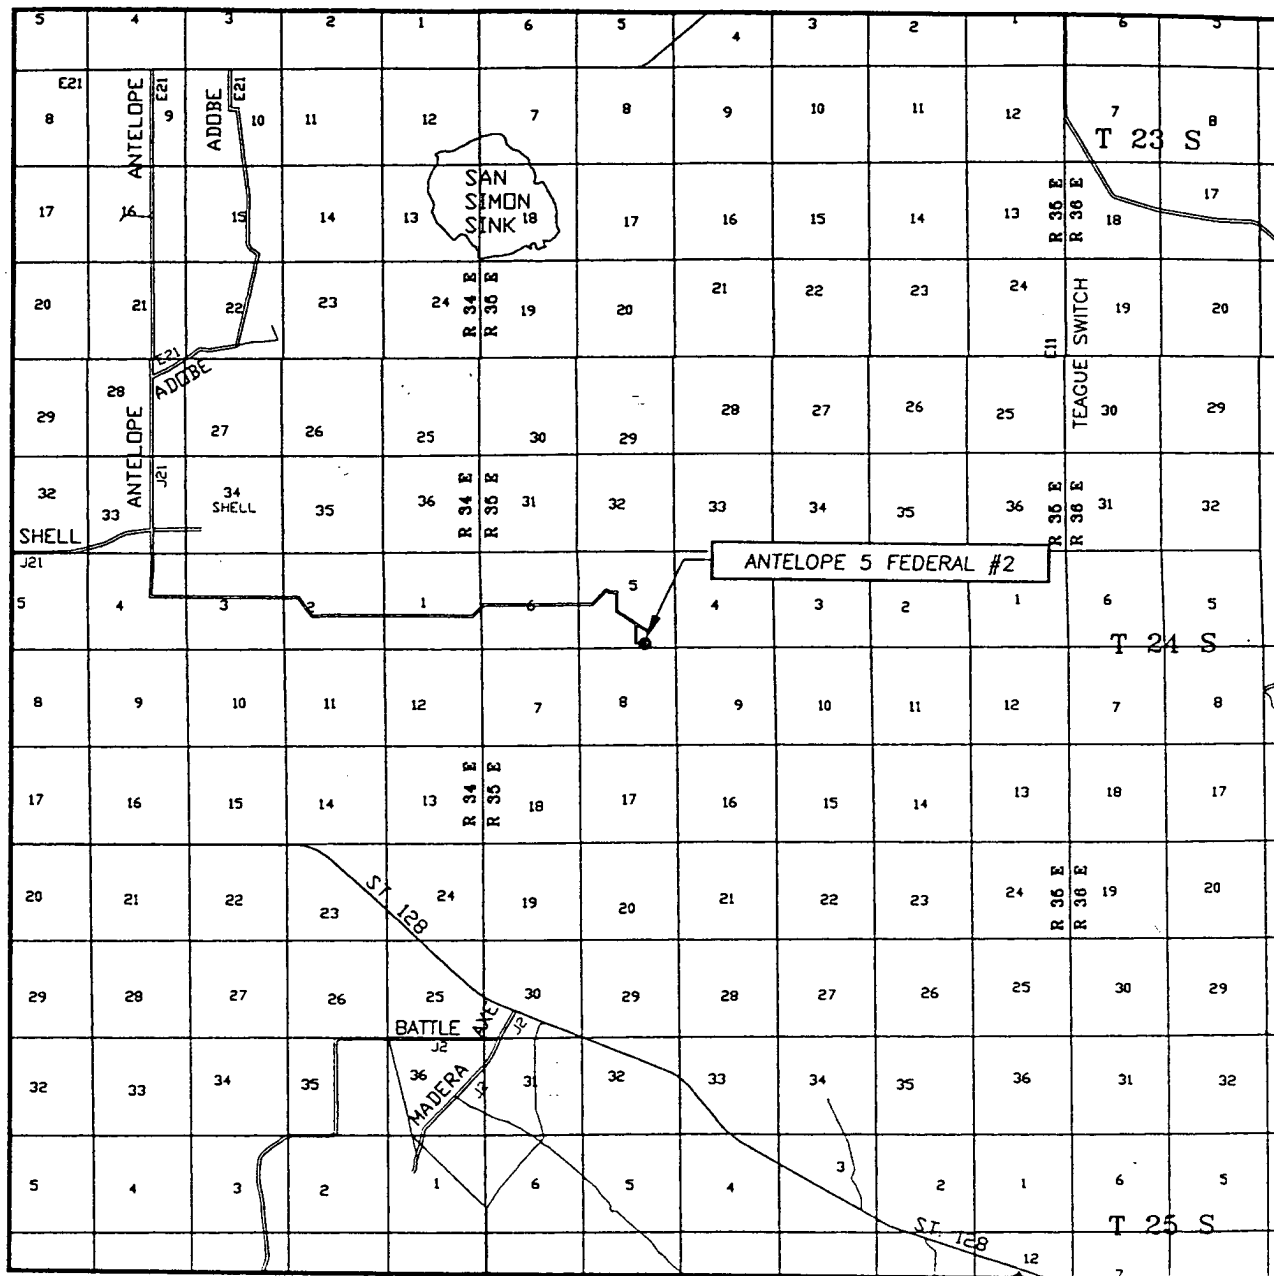 5 4 3 2 1 6 5 4 3 2 1 6 5
E21 ANTELOPE E21 ADOBE E21
8 9 10 11 12 7 8 9 10 11 12 7 8
T 23 S
SAN
SIMON
SINK
17 16 15 14 13 18 17 16 15 14 13 18 17
R 35 E R 36 E
20 21 22 23 24 19 20 21 22 23 24 19 20
R 34 E R 35 E
E11 TEAGUE SWITCH
E21
ADOBE
29 28 27 26 25 30 29 28 27 26 25 30 29
ANTELOPE J21
32 33 34 35 36 31 32 33 34 35 36 31 32
SHELL
R 34 E R 35 E
R 35 E R 36 E
SHELL
J21
ANTELOPE 5 FEDERAL #2
5 4 3 2 1 6 5 4 3 2 1 6 5
T 24 S
8 9 10 11 12 7 8 9 10 11 12 7 8
R 34 E R 35 E
17 16 15 14 13 18 17 16 15 14 13 18 17
ST. 128
20 21 22 23 24 19 20 21 22 23 24 19 20
R 35 E R 36 E
29 28 27 26 25 30 29 28 27 26 25 30 29
BATTLE AXE J2
J2
32 33 34 35 36 31 32 33 34 35 36 31 32
MADERA J2
5 4 3 2 1 6 5 4 3 2 1 6 5
T 25 S
ST. 128
12 7